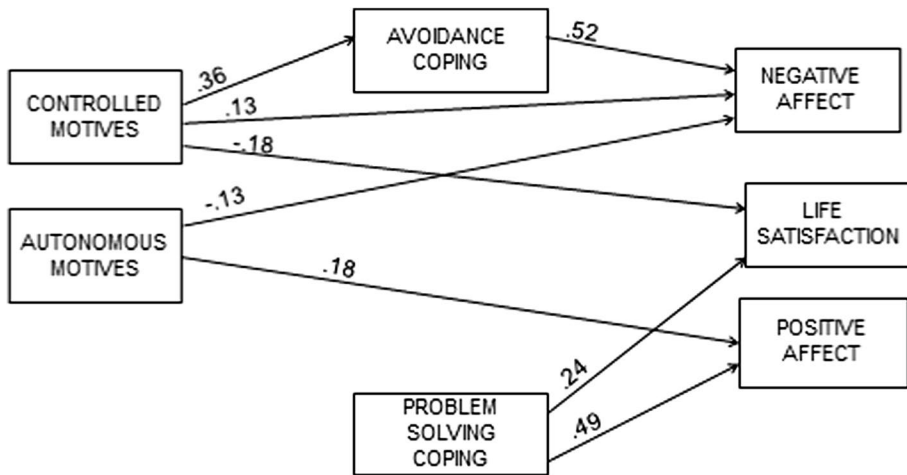 AVOIDANCE
COPING
.52
NEGATIVE
AFFECT
.36
CONTROLLED
MOTIVES
.13
-.18
AUTONOMOUS
MOTIVES
-.13
LIFE
SATISFACTION
.18
POSITIVE
AFFECT
.24
PROBLEM
SOLVING
COPING
.49